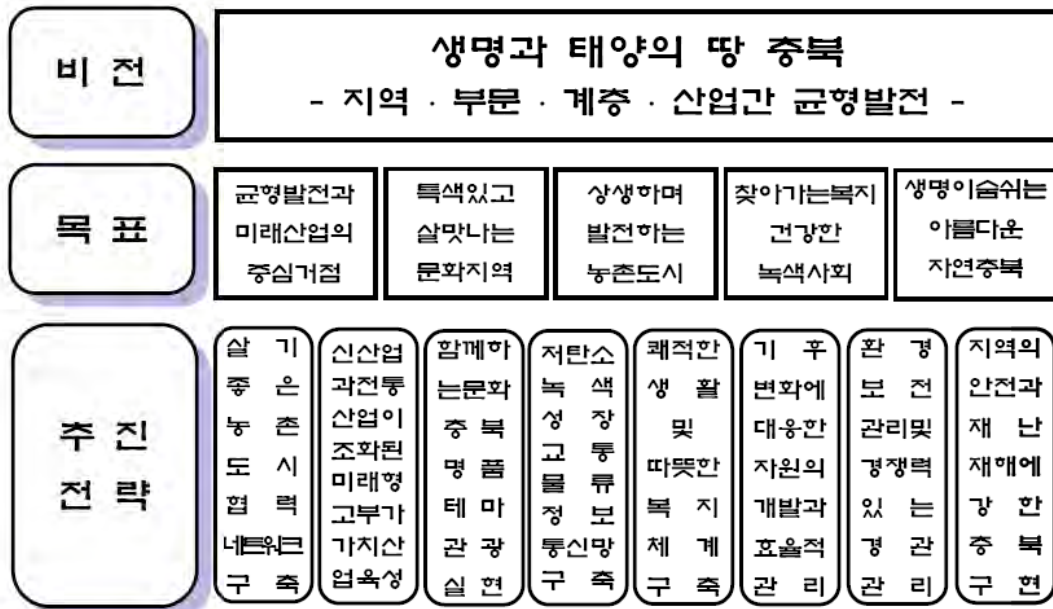 비 전
생명과 태양의 땅 충북
- 지역 · 부문 · 계층 · 산업간 균형발전 -
목 표
균형발전과
미래산업의
중심거점
특색있고
살맛나는
문화지역
상생하며
발전하는
농촌도시
찾아가는복지
건강한
녹색사회
생명이숨쉬는
아름다운
자연충북
추 진
전 략
살 기
좋 은
농 촌
도 시
협 력
네트워크
구 축
신산업
과전통
산업이
조화된
미래형
고부가
가치산
업육성
함께하
는문화
충 북
명 품
테 마
관 광
실 현
저탄소
녹 색
성 장
교 통
물 류
정 보
통신망
구 축
쾌적한
생 활
및
따뜻한
복 지
체 계
구 축
기 후
변화에
대응한
자원의
개발과
효율적
관 리
환 경
보 전
관리및
경쟁력
있 는
경 관
관 리
지역의
안전과
재 난
재해에
강 한
충 북
구 현